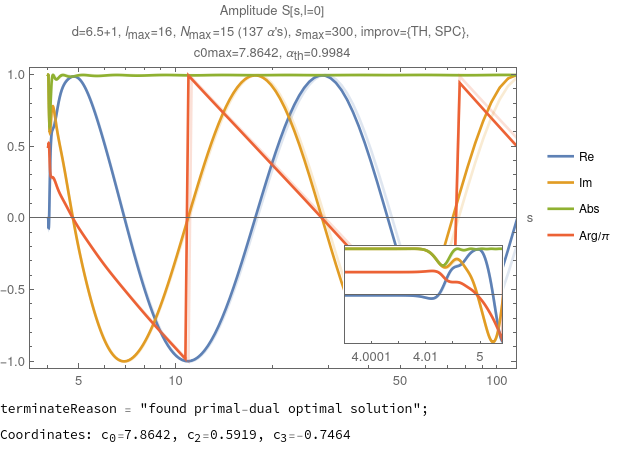 Amplitude S[s,l=0]
d=6.5+1, lmax=16, Nmax=15 (137 α's), smax=300, improv={TH, SPC},
c0max=7.8642, αth=0.9984
1.0
0.5
0.0
−0.5
−1.0
5
10
50
100
s
Re
Im
Abs
Arg/π
4.0001
4.01
5
terminateReason = "found primal-dual optimal solution";
Coordinates: c0=7.8642, c2=0.5919, c3=-0.7464